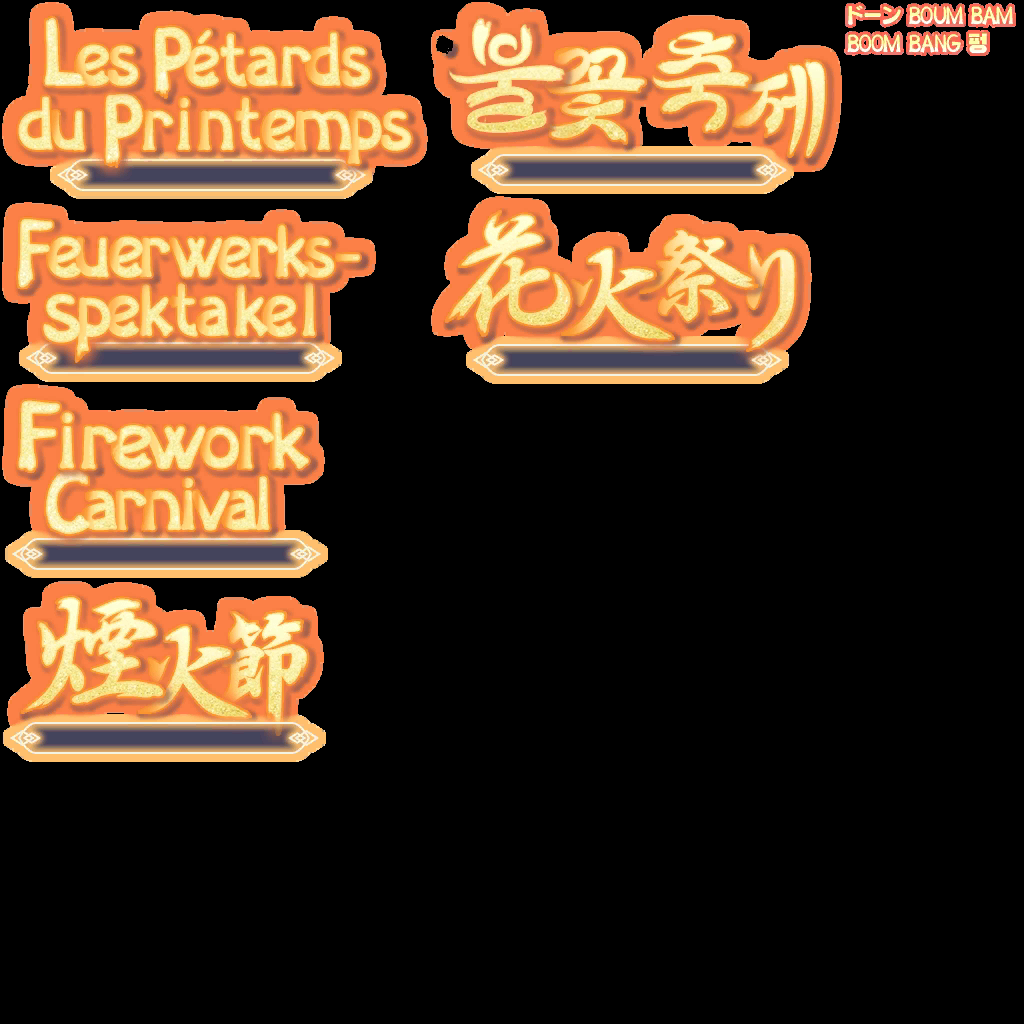 Les Pétards
du Printemps
Feuerwerks-
spektakel
Firework
Carnival
煙火節
불꽃축제
花火祭り
ドーン BOUM BAM
BOOM BANG 펑